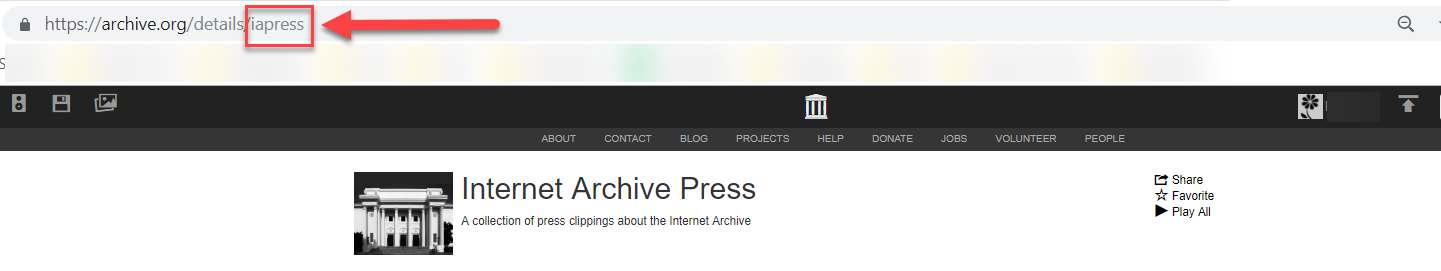 https://archive.org/details/iapress
S
ABOUT CONTACT BLOG PROJECTS HELP DONATE JOBS VOLUNTEER PEOPLE
Internet Archive Press
A collection of press clippings about the Internet Archive
Share
Favorite
Play All